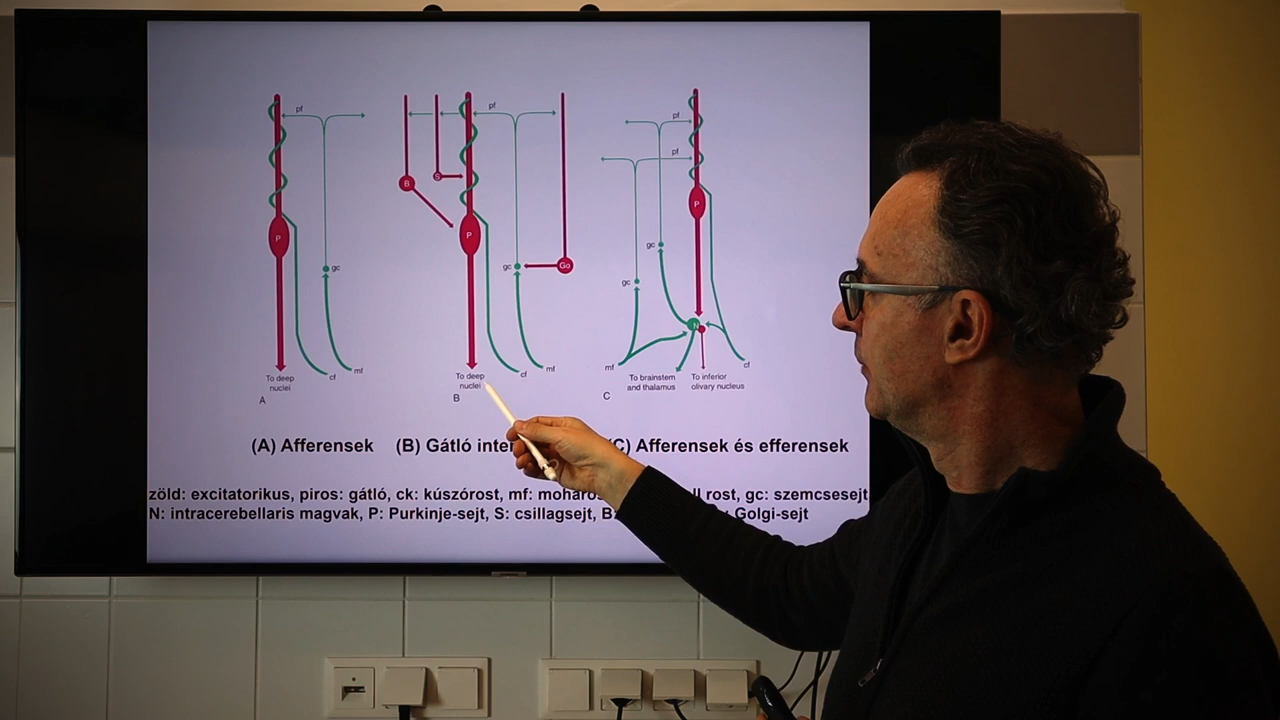 pf
P
gc
To deep
nuclei
cf
mf
A
pf
B
S
P
gc
Go
To deep
nuclei
cf
mf
B
pf
pf
P
gc
gc
N
mf
cf
To brainstem
and thalamus
To inferior
olivary nucleus
C
(A) Afferensek (B) Gátló (C) Afferensek és efferensek
zöld: excitatorikus, piros: gátló, ck: kúszórost, mf: rost, gc: szemcsesejt
N: intracerebellaris magvak, P: Purkinje-sejt, S: csillagsejt, Golgi-sejt